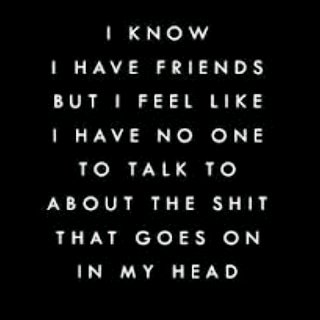 I KNOW
I HAVE FRIENDS
BUT I FEEL LIKE
I HAVE NO ONE
TO TALK TO
ABOUT THE SHIT
THAT GOES ON
IN MY HEAD